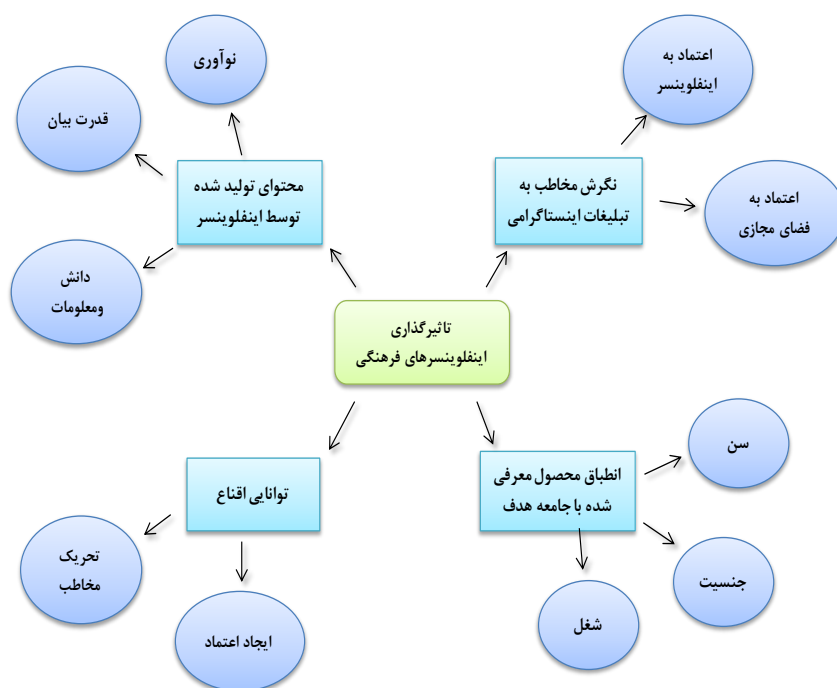 نوآوری
قدرت بیان
محتوای تولید شده
توسط اینفلوینسر
دانش
ومعلومات
اعتماد به
اینفلوینسر
نگرش مخاطب به
تبلیغات اینستاگرامی
اعتماد به
فضای مجازی
تاثیرگذاری
اینفلوینسرهای فرهنگی
توانایی اقناع
تحریک
مخاطب
ایجاد اعتماد
سن
انطباق محصول معرفی
شده با جامعه هدف
جنسیت
شغل